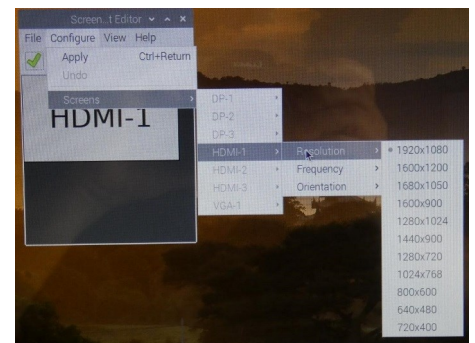 Screen...t Editor
File Configure View Help
Apply Ctrl+Return
Undo
Screens
HDMI-1
DP-1
DP-2
DP-3
HDMI-1
HDMI-2
HDMI-3
VGA-1
Resolution
Frequency
Orientation
1920x1080
1600x1200
1680x1050
1600x900
1280x1024
1440x900
1280x720
1024x768
800x600
640x480
720x400